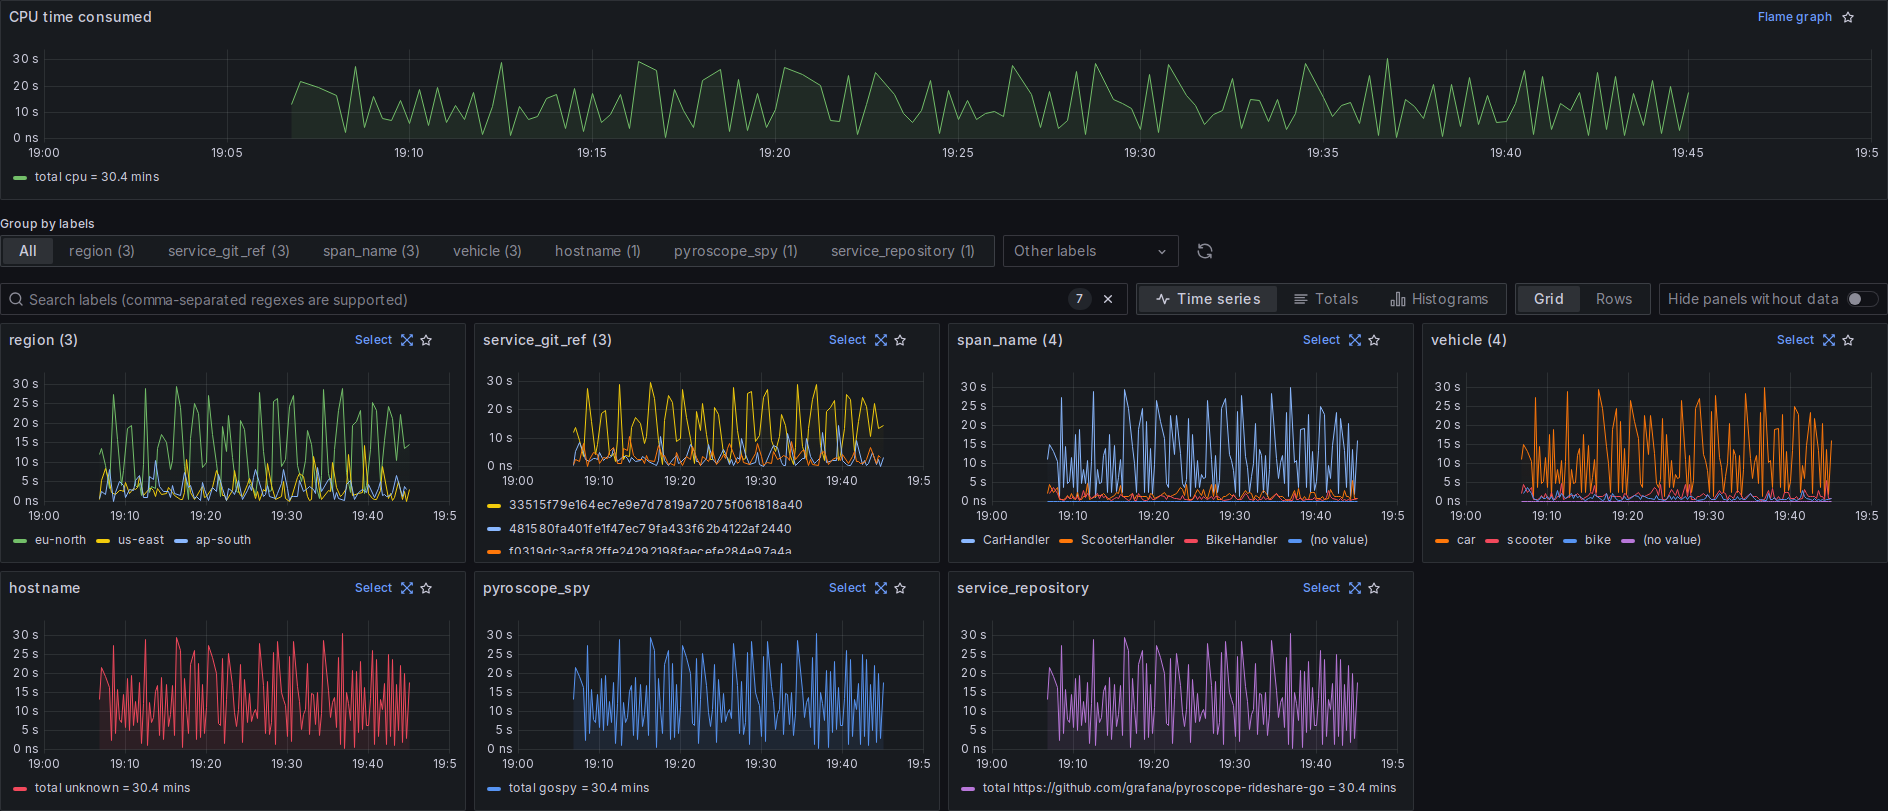 CPU time consumed
Flame graph
30 s
20 s
10 s
0 ns
19:00 19:05 19:10 19:15 19:20 19:25 19:30 19:35 19:40 19:45 19:5
total cpu = 30.4 mins
Group by labels
All region (3) service_git_ref (3) span_name (3) vehicle (3) hostname (1) pyroscope_spy (1) service_repository (1) Other labels
Search labels (comma-separated regexes are supported) 7 Time series Totals Histograms Grid Rows Hide panels without data
region (3) Select
30 s
25 s
20 s
15 s
10 s
5 s
0 ns
19:00 19:10 19:20 19:30 19:40 19:5
eu-north us-east ap-south
service_git_ref (3) Select
30 s
20 s
10 s
0 ns
19:00 19:10 19:20 19:30 19:40 19:5
33515f79e164ec7e9e7d7819a72075f061818a40
481580fa401fe1f47ec79fa433f62b4122af2440
f0319dc3acf82ffe24292198faecefe284e97a4a
span_name (4) Select
30 s
25 s
20 s
15 s
10 s
5 s
0 ns
19:00 19:10 19:20 19:30 19:40 19:5
CarHandler ScooterHandler BikeHandler (no value)
vehicle (4) Select
30 s
25 s
20 s
15 s
10 s
5 s
0 ns
19:00 19:10 19:20 19:30 19:40 19:5
car scooter bike (no value)
hostname Select
30 s
25 s
20 s
15 s
10 s
5 s
0 ns
19:00 19:10 19:20 19:30 19:40 19:5
total unknown = 30.4 mins
pyroscope_spy Select
30 s
25 s
20 s
15 s
10 s
5 s
0 ns
19:00 19:10 19:20 19:30 19:40 19:5
total gospy = 30.4 mins
service_repository Select
30 s
25 s
20 s
15 s
10 s
5 s
0 ns
19:00 19:10 19:20 19:30 19:40 19:5
total https://github.com/grafana/pyroscope-rideshare-go = 30.4 mins